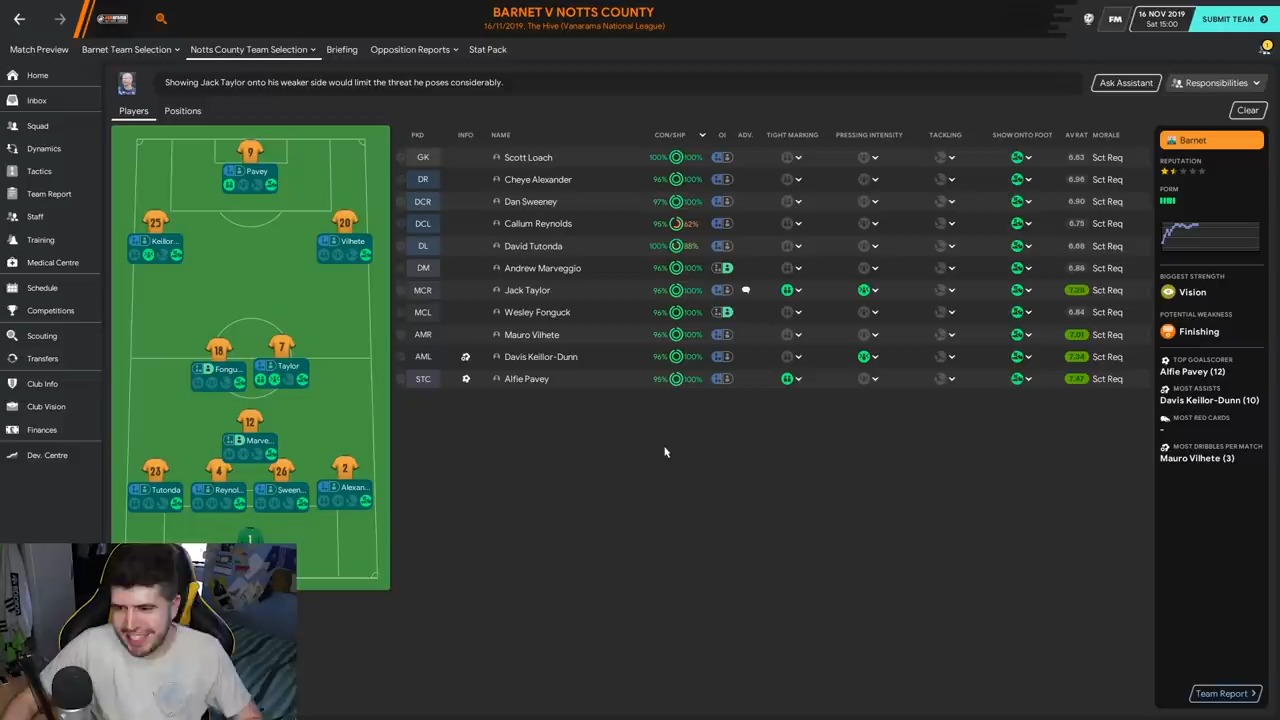 BARNET V NOTTS COUNTY
16/11/2019, The Hive (Vanarama National League)
FM
16 NOV 2019
Sat 15:00
SUBMIT TEAM
Match Preview
Barnet Team Selection
Notts County Team Selection
Briefing
Opposition Reports
Stat Pack
1
Home
Inbox
Squad
Dynamics
Tactics
Team Report
Staff
Training
Medical Centre
Schedule
Competitions
Scouting
Transfers
Club Info
Club Vision
Finances
Dev. Centre
Showing Jack Taylor onto his weaker side would limit the threat he poses considerably.
Ask Assistant
Responsibilities
Players
Positions
Clear
9
Pavey
25
Keillor...
20
Vilhete
18
Fongu...
7
Taylor
12
Marve...
23
Tutonda
4
Reynol...
26
Sween...
2
Alexan...
1
PKD INFO NAME CON/SHP OI ADV. TIGHT MARKING PRESSING INTENSITY TACKLING SHOW ONTO FOOT AV RAT MORALE
GK Scott Loach 100% 100% 6.63 Sct Req
DR Cheye Alexander 96% 100% 6.96 Sct Req
DCR Dan Sweeney 97% 100% 6.90 Sct Req
DCL Callum Reynolds 95% 62% 6.75 Sct Req
DL David Tutonda 100% 88% 6.68 Sct Req
DM Andrew Marveggio 96% 100% 6.88 Sct Req
MCR Jack Taylor 96% 100% 7.28 Sct Req
MCL Wesley Fonguck 96% 100% 6.84 Sct Req
AMR Mauro Vilhete 96% 100% 7.01 Sct Req
AML Davis Keillor-Dunn 96% 100% 7.34 Sct Req
STC Alfie Pavey 95% 100% 7.47 Sct Req
Barnet
REPUTATION
FORM
BIGGEST STRENGTH
Vision
POTENTIAL WEAKNESS
Finishing
TOP GOALSCORER
Alfie Pavey (12)
MOST ASSISTS
Davis Keillor-Dunn (10)
MOST RED CARDS
-
MOST DRIBBLES PER MATCH
Mauro Vilhete (3)
Team Report